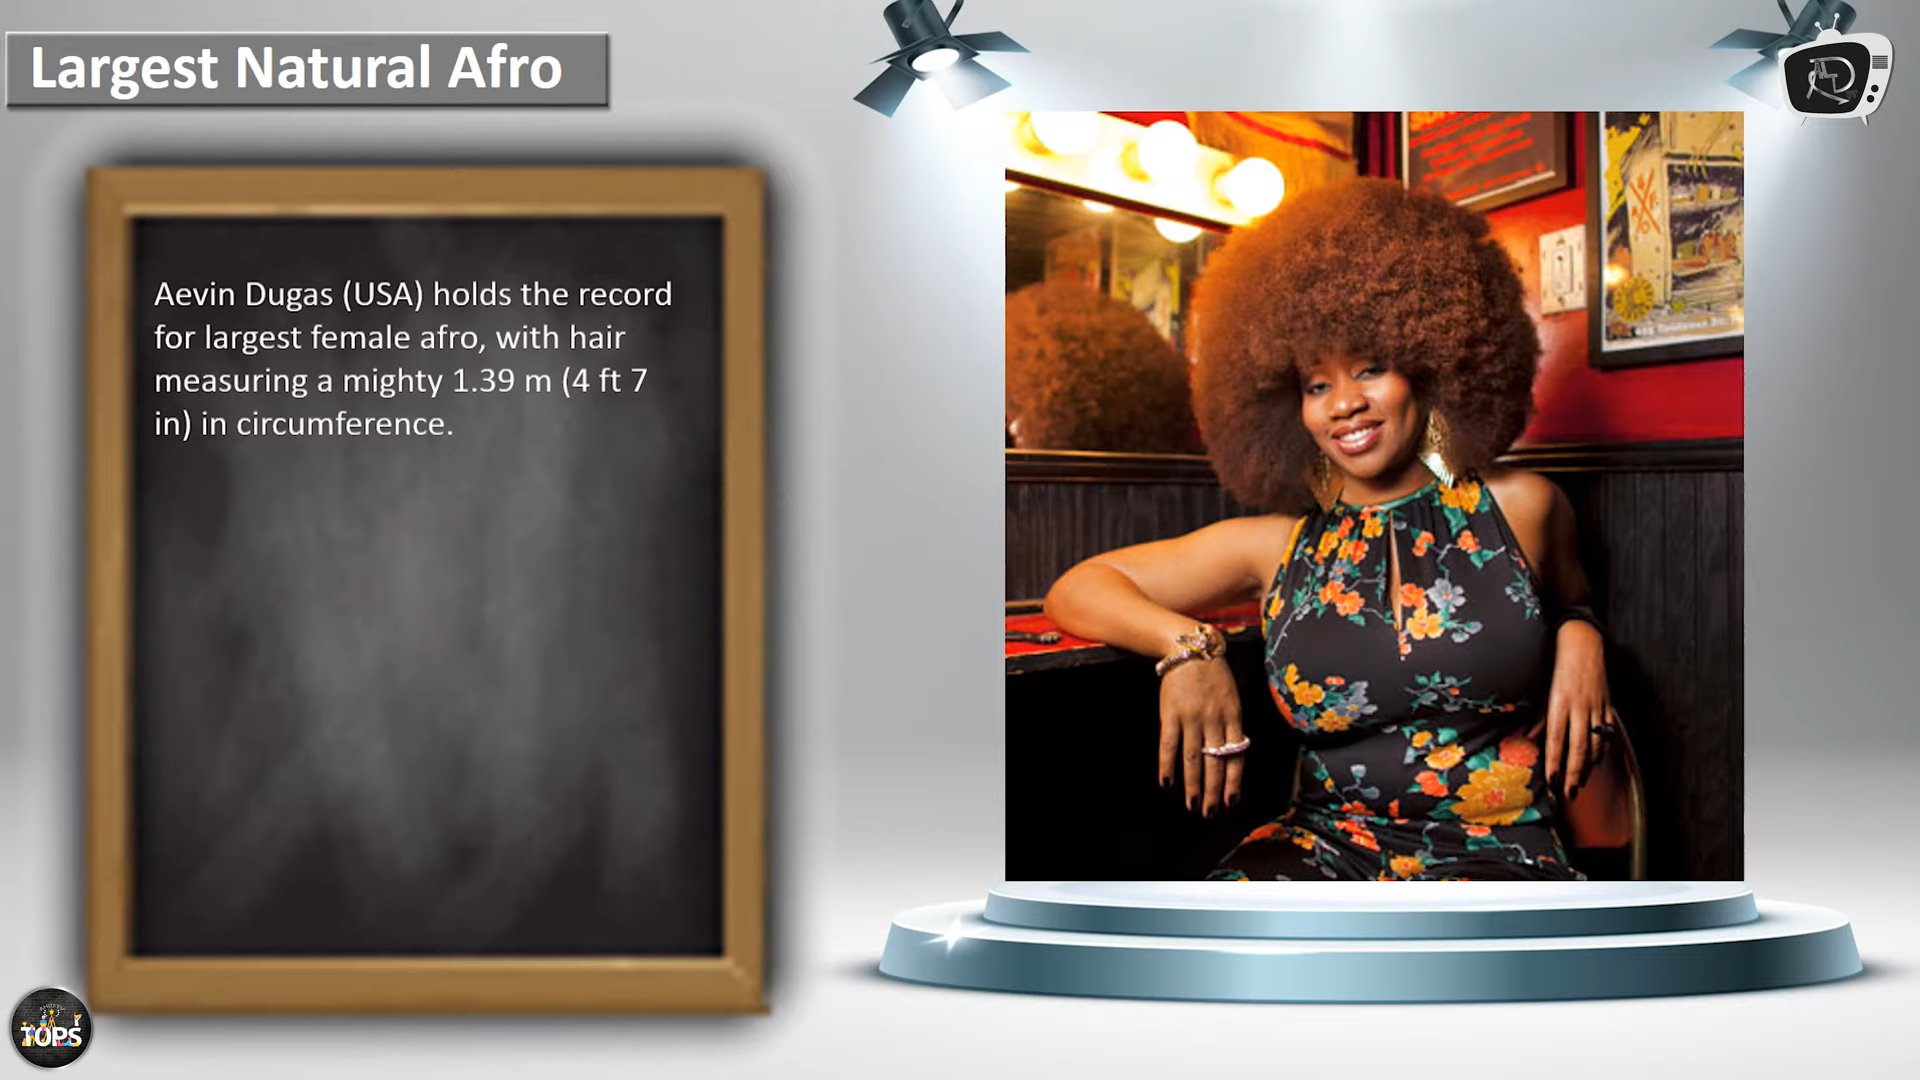 Largest Natural Afro
Aevin Dugas (USA) holds the record
for largest female afro, with hair
measuring a mighty 1.39 m (4 ft 7
in) in circumference.
TOPS